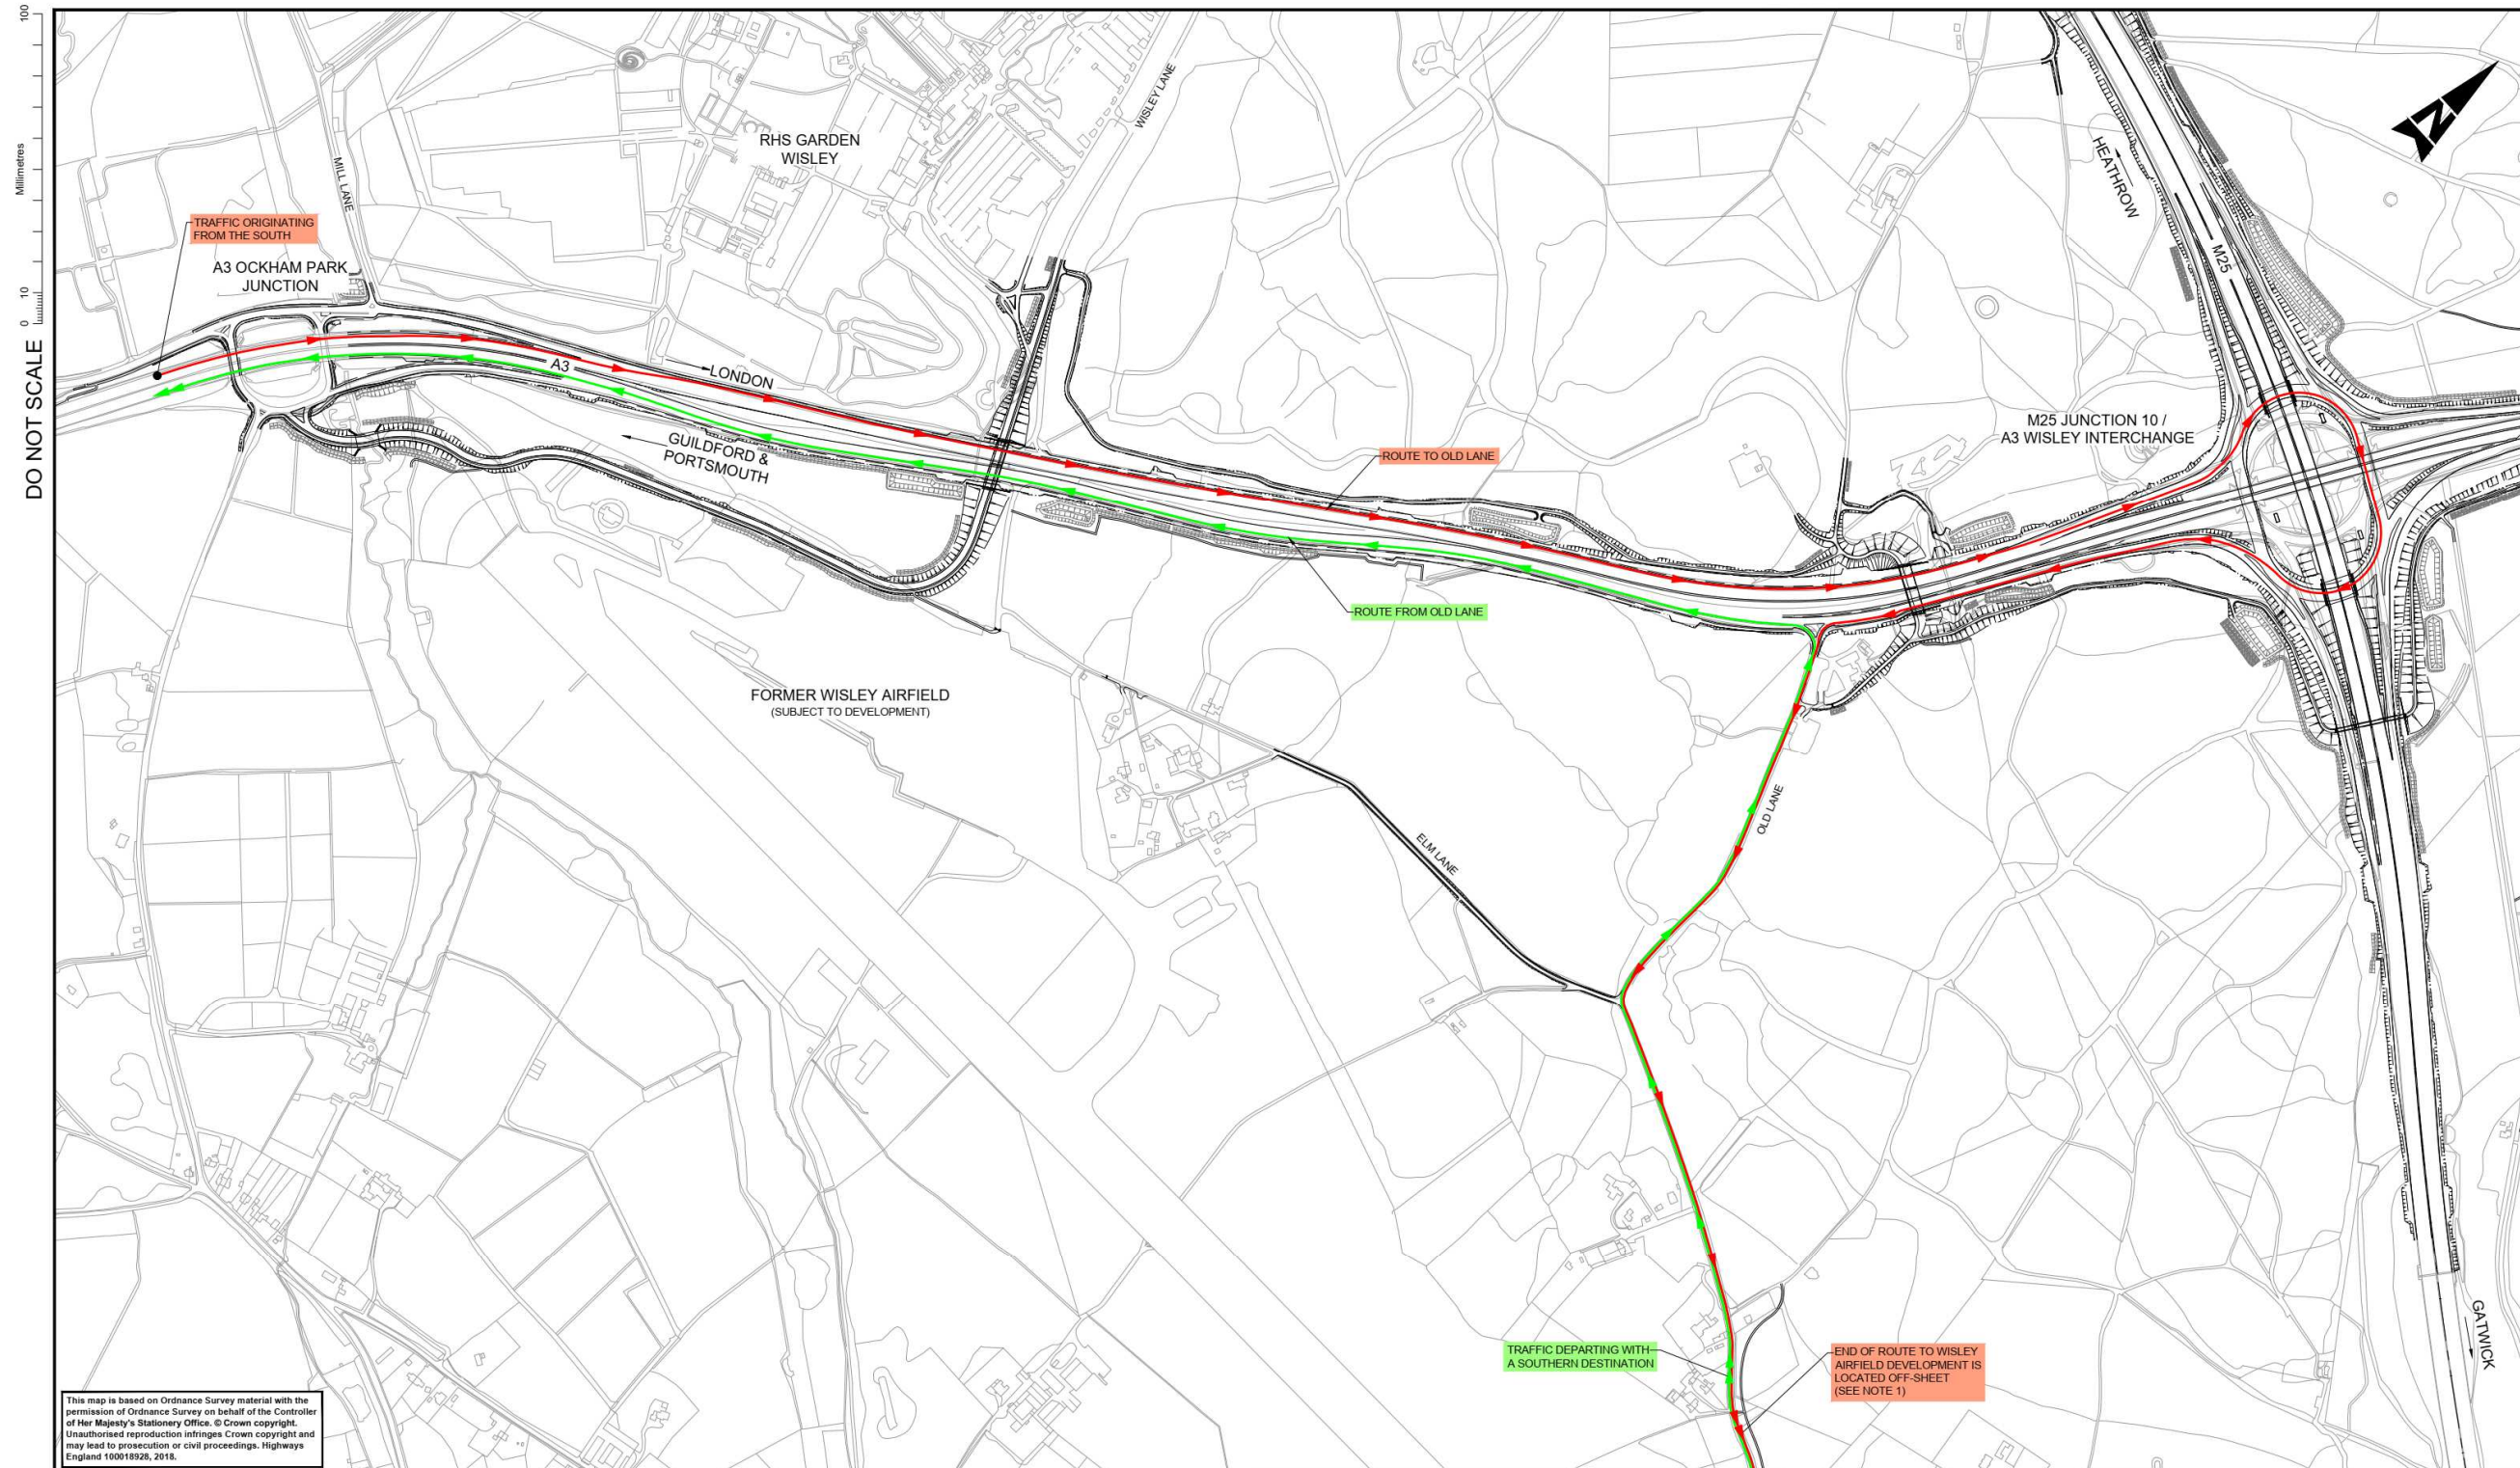 100
Millimetres
10
0
DO NOT SCALE
TRAFFIC ORIGINATING
FROM THE SOUTH
A3 OCKHAM PARK
JUNCTION
MILL LANE
RHS GARDEN
WISLEY
WISLEY LANE
A3
LONDON
GUILDFORD &
PORTSMOUTH
ROUTE TO OLD LANE
ROUTE FROM OLD LANE
HEATHROW
M25
N
M25 JUNCTION 10 /
A3 WISLEY INTERCHANGE
FORMER WISLEY AIRFIELD
(SUBJECT TO DEVELOPMENT)
OLD LANE
ELM LANE
TRAFFIC DEPARTING WITH
A SOUTHERN DESTINATION
END OF ROUTE TO WISLEY
AIRFIELD DEVELOPMENT IS
LOCATED OFF-SHEET
(SEE NOTE 1)
GATWICK
This map is based on Ordnance Survey material with the
permission of Ordnance Survey on behalf of the Controller
of Her Majesty's Stationery Office. © Crown copyright.
Unauthorised reproduction infringes Crown copyright and
may lead to prosecution or civil proceedings. Highways
England 100018928, 2018.